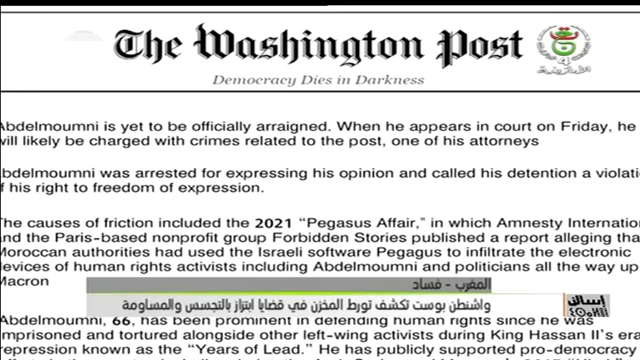 The Washington Post
Democracy Dies in Darkness
Abdelmoumni is yet to be officially arraigned. When he appears in court on Friday, he
will likely be charged with crimes related to the post, one of his attorneys
Abdelmoumni was arrested for expressing his opinion and called his detention a violati
of his right to freedom of expression.
The causes of friction included the 2021 “Pegasus Affair,” in which Amnesty Internation
and the Paris-based nonprofit group Forbidden Stories published a report alleging tha
Moroccan authorities had used the Israeli software Pegagus to infiltrate the electronic
devices of human rights activists including Abdelmoumni and politicians all the way up
Macron
المغرب - فساد
واشنطن بوست تكشف تورط المخزن في قضايا ابتزاز بالتجسس والمساومة
Abdelmoumni, 66, has been prominent in defending human rights since he was
imprisoned and tortured alongside other left-wing activists during King Hassan II’s era
repression known as the “Years of Lead.” He has publicly supported pro-democracy